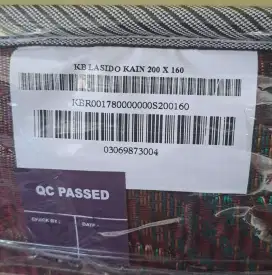 KB LASIDO KAIN 200 X 160
KBR001780000000S200160
03069873004
QC PASSED
CHECK BY :
DATE :